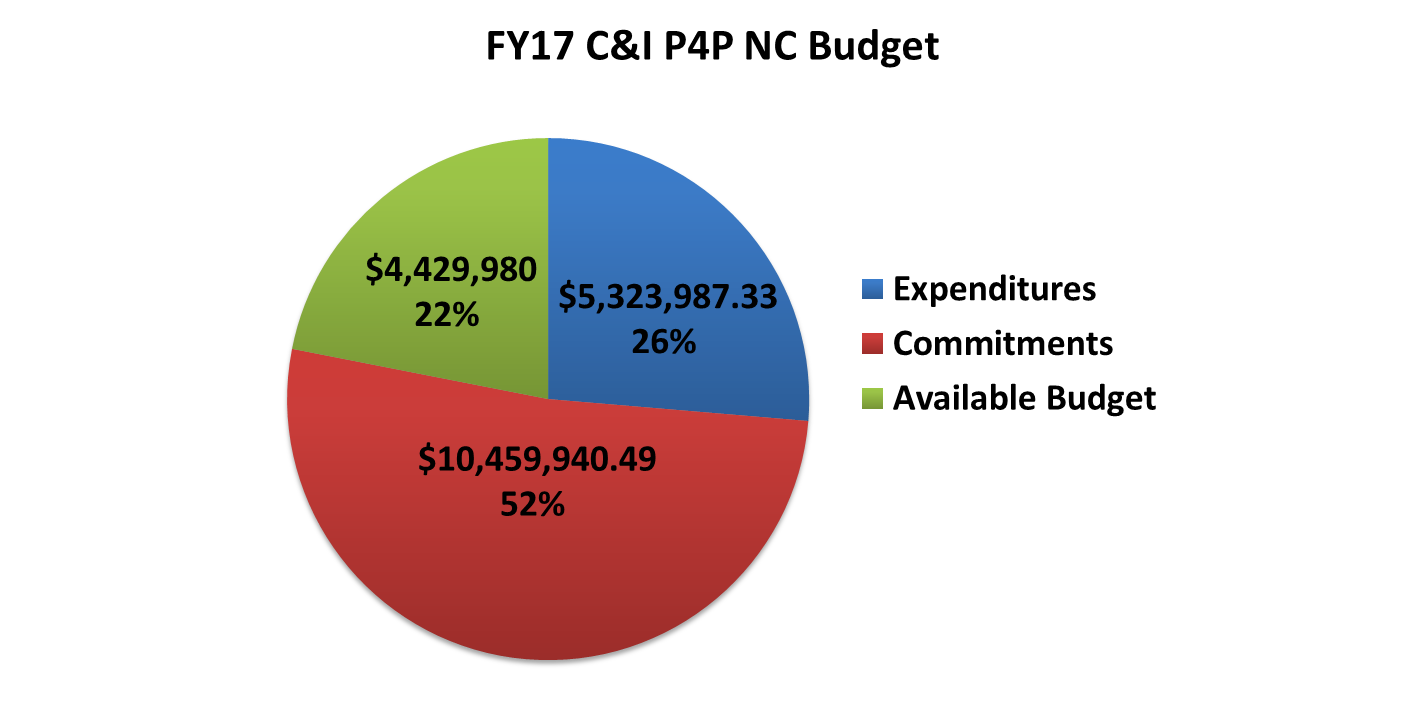 FY17 C&I P4P NC Budget
$4,429,980
22%
$5,323,987.33
26%
$10,459,940.49
52%
Expenditures
Commitments
Available Budget